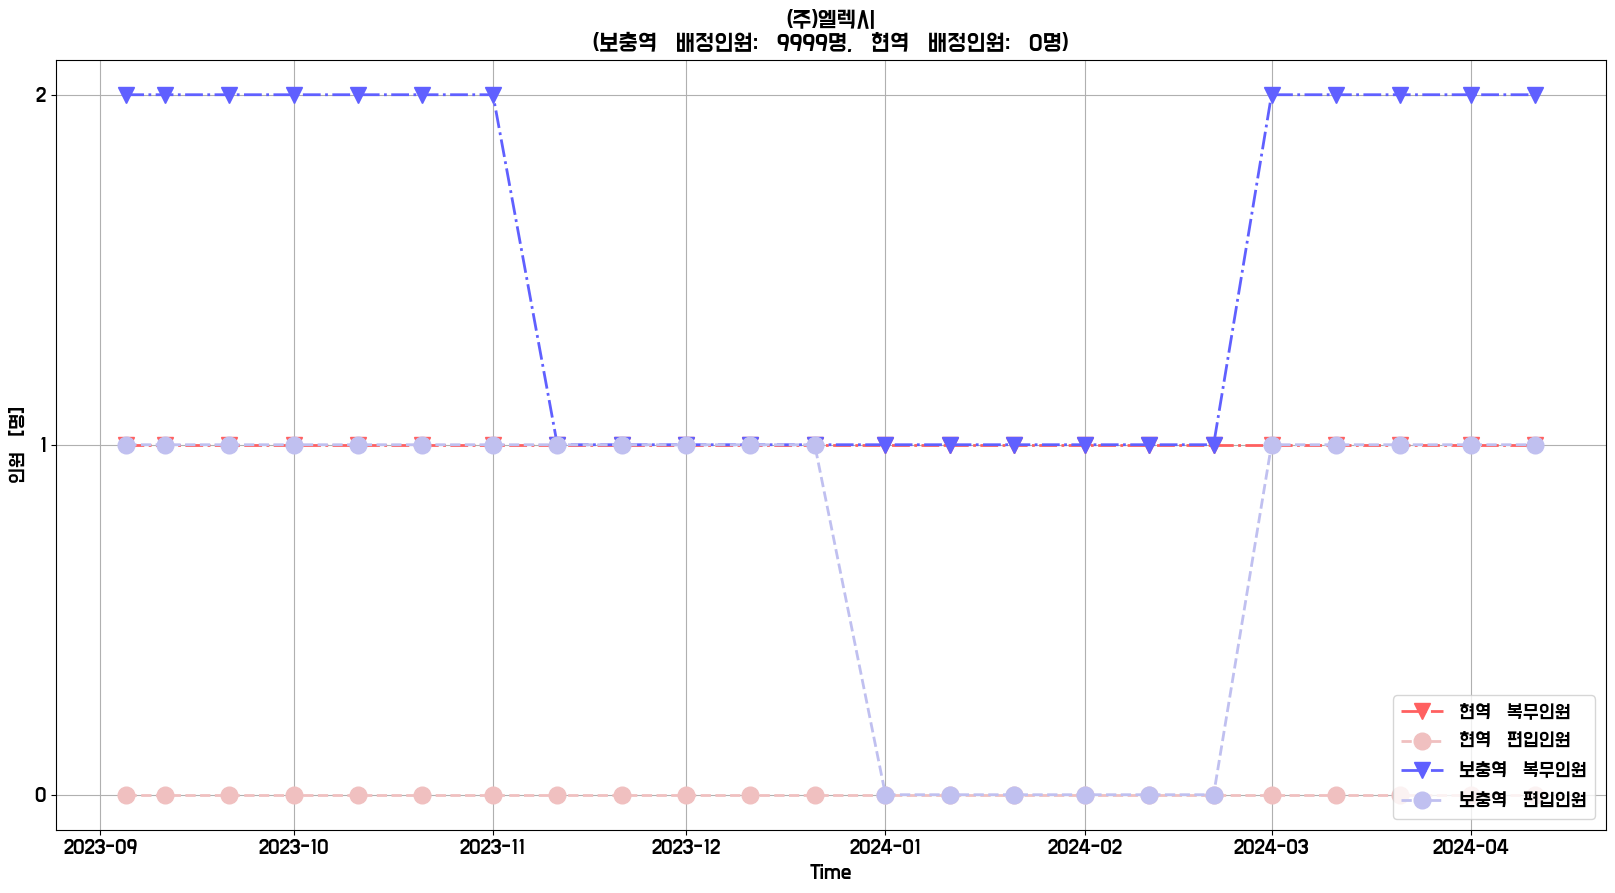 (주)엘렉시
(보충역 배정인원: 9999명, 현역 배정인원: 0명)
인원 [명]
2
1
0
2023-09 2023-10 2023-11 2023-12 2024-01 2024-02 2024-03 2024-04
Time
현역 복무인원
현역 편입인원
보충역 복무인원
보충역 편입인원